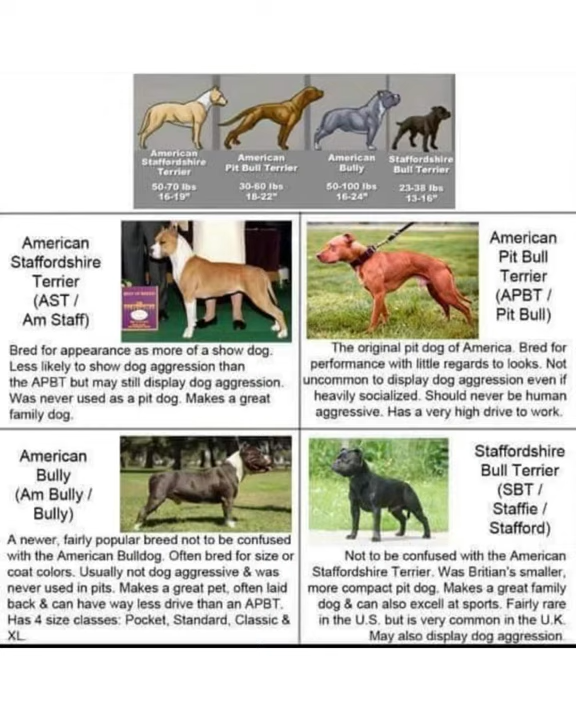 American
Staffordshire
Terrier
50-70 lbs
16-19"
American
Pit Bull Terrier
30-60 lbs
18-22"
American
Bully
50-100 lbs
16-24"
Staffordshire
Bull Terrier
23-38 lbs
13-16"
American
Staffordshire
Terrier
(AST /
Am Staff)
Bred for appearance as more of a show dog.
Less likely to show dog aggression than
the APBT but may still display dog aggression.
Was never used as a pit dog. Makes a great
family dog.
American
Pit Bull
Terrier
(APBT /
Pit Bull)
The original pit dog of America. Bred for
performance with little regards to looks. Not
uncommon to display dog aggression even if
heavily socialized. Should never be human
aggressive. Has a very high drive to work.
American
Bully
(Am Bully /
Bully)
A newer, fairly popular breed not to be confused
with the American Bulldog. Often bred for size or
coat colors. Usually not dog aggressive & was
never used in pits. Makes a great pet, often laid
back & can have way less drive than an APBT.
Has 4 size classes: Pocket, Standard, Classic &
XL
Staffordshire
Bull Terrier
(SBT /
Staffie /
Stafford)
Not to be confused with the American
Staffordshire Terrier. Was Britian's smaller,
more compact pit dog. Makes a great family
dog & can also excell at sports. Fairly rare
in the U.S. but is very common in the U.K.
May also display dog aggression.